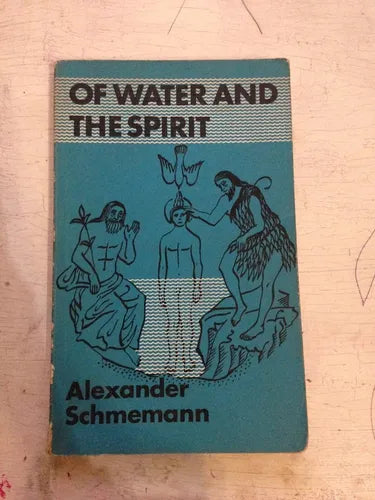 OF WATER AND
THE SPIRIT
Alexander
Schmemann